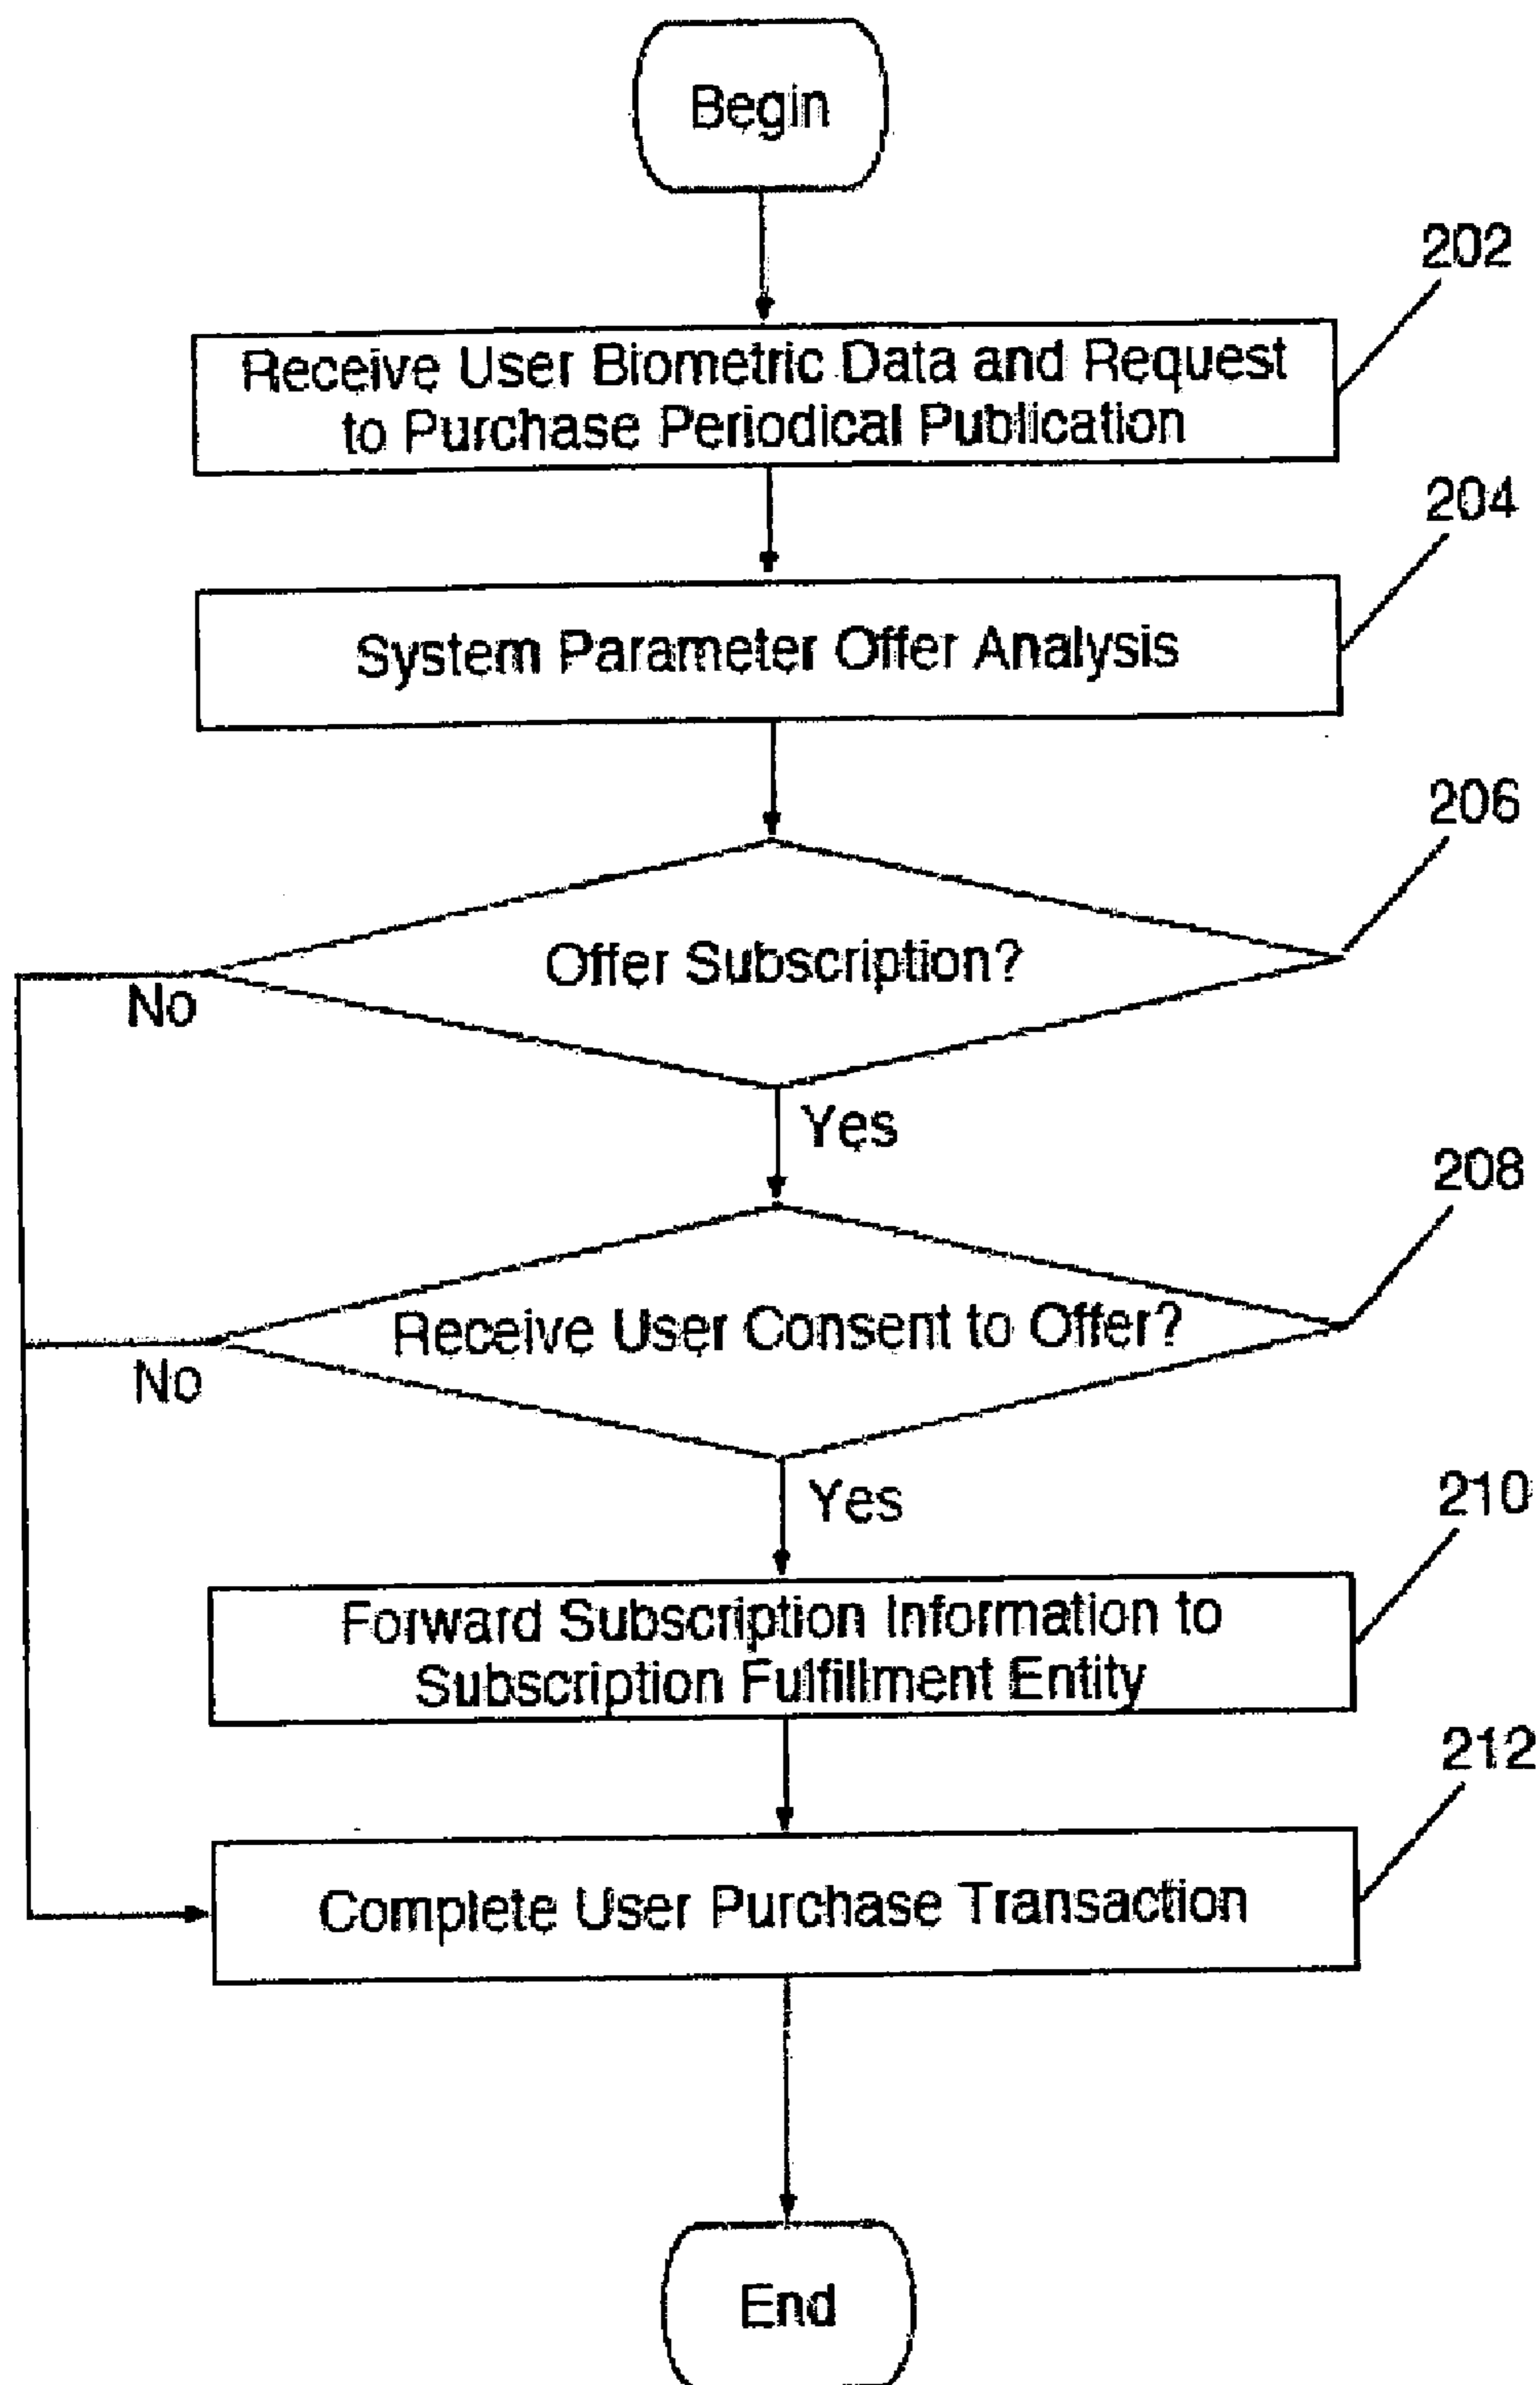 Begin
202
Receive User Biometric Data and Request
to Purchase Periodical Publication
204
System Parameter Offer Analysis
206
Offer Subscription?
No
Yes
208
Receive User Consent to Offer?
No
Yes
210
Forward Subscription Information to
Subscription Fulfillment Entity
212
Complete User Purchase Transaction
End